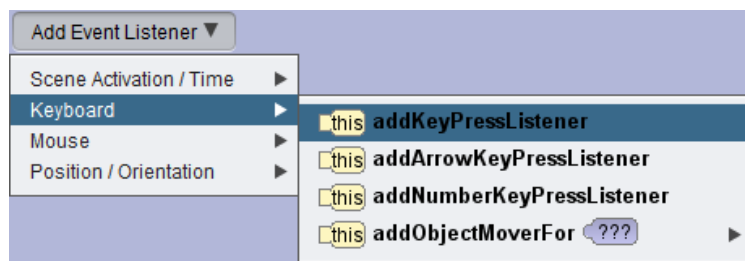 Add Event Listener ▼
Scene Activation / Time ▶
Keyboard ▶
Mouse ▶
Position / Orientation ▶
this addKeyPressListener
this addArrowKeyPressListener
this addNumberKeyPressListener
this addObjectMoverFor ??? ▶